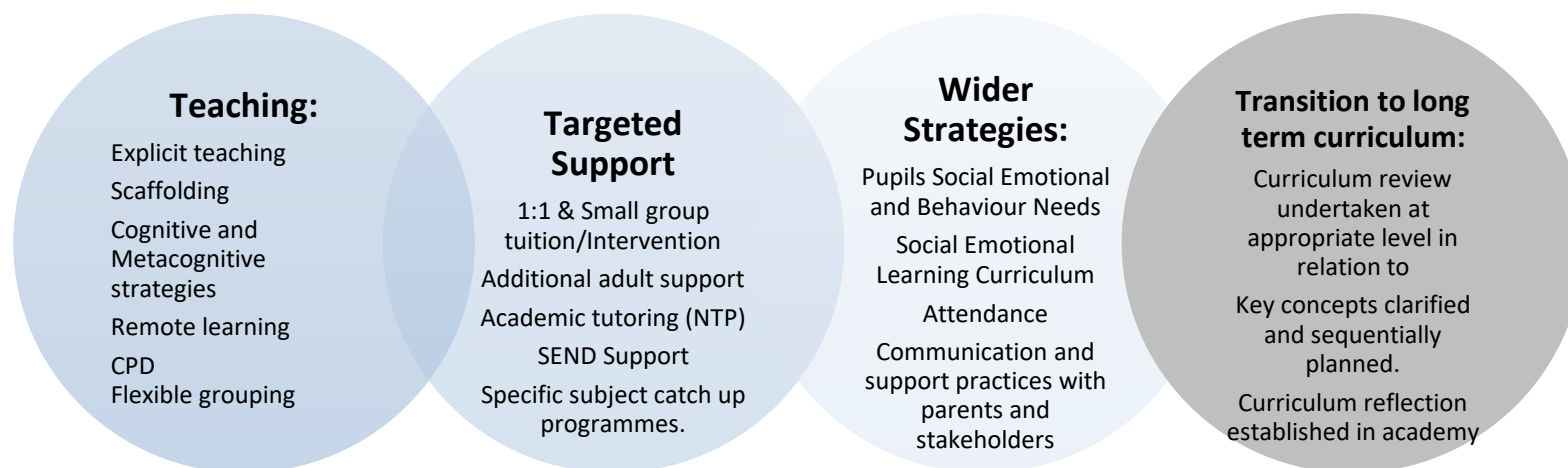 Teaching:
Explicit teaching
Scaffolding
Cognitive and
Metacognitive
strategies
Remote learning
CPD
Flexible grouping
Targeted
Support
1:1 & Small group
tuition/Intervention
Additional adult support
Academic tutoring (NTP)
SEND Support
Specific subject catch up
programmes.
Wider
Strategies:
Pupils Social Emotional
and Behaviour Needs
Social Emotional
Learning Curriculum
Attendance
Communication and
support practices with
parents and
stakeholders
Transition to long
term curriculum:
Curriculum review
undertaken at
appropriate level in
relation to
Key concepts clarified
and sequentially
planned.
Curriculum reflection
established in academy